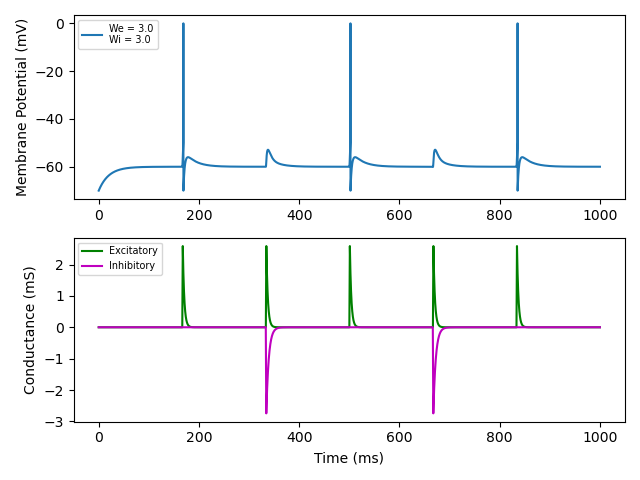 Membrane Potential (mV)
0
−20
−40
−60
We = 3.0
Wi = 3.0
0 200 400 600 800 1000
Conductance (mS)
2
1
0
−1
−2
−3
Excitatory
Inhibitory
0 200 400 600 800 1000
Time (ms)